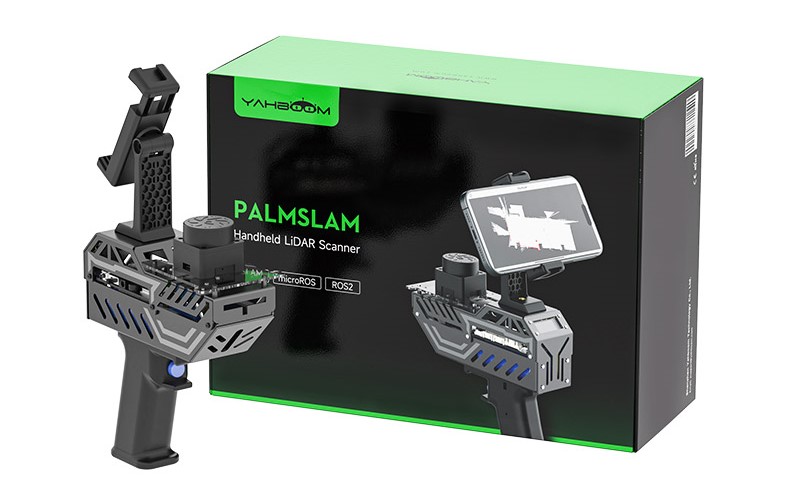 YAHBOOM
PALMSLAM
Handheld LiDAR Scanner
microROS
ROS2